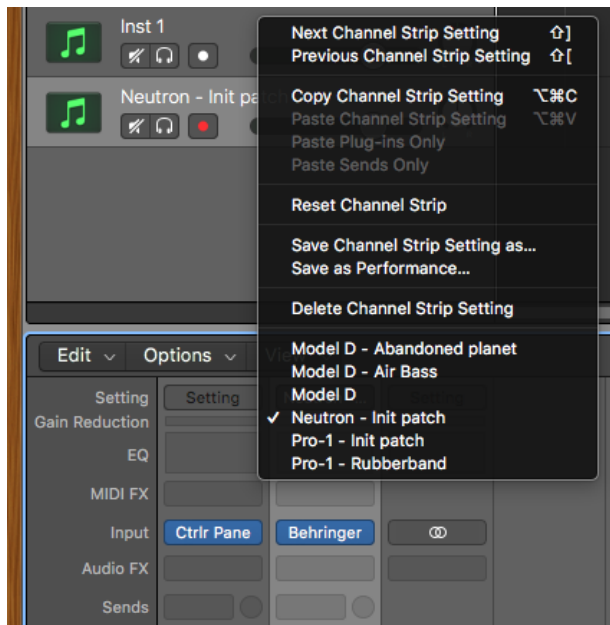 Inst 1
Neutron - Init pa
Next Channel Strip Setting ⇧]
Previous Channel Strip Setting ⇧[
Copy Channel Strip Setting ⌥⌘C
Paste Channel Strip Setting ⌥⌘V
Paste Plug-ins Only
Paste Sends Only
Reset Channel Strip
Save Channel Strip Setting as...
Save as Performance...
Delete Channel Strip Setting
Model D - Abandoned planet
Model D - Air Bass
Model D
✓ Neutron - Init patch
Pro-1 - Init patch
Pro-1 - Rubberband
Edit Options View
Setting Setting
Gain Reduction
EQ
MIDI FX
Input Ctrlr Pane Behringer
Audio FX
Sends